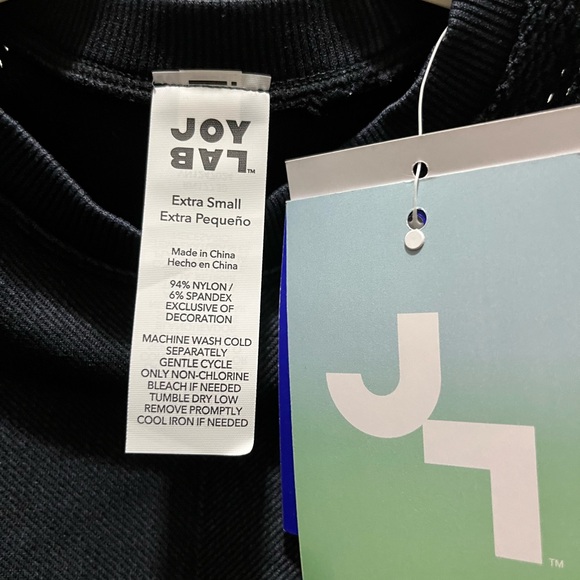 JOY
LAB™
Extra Small
Extra Pequeño
Made in China
Hecho en China
94% NYLON /
6% SPANDEX
EXCLUSIVE OF
DECORATION
MACHINE WASH COLD
SEPARATELY
GENTLE CYCLE
ONLY NON-CHLORINE
BLEACH IF NEEDED
TUMBLE DRY LOW
REMOVE PROMPTLY
COOL IRON IF NEEDED
JL™